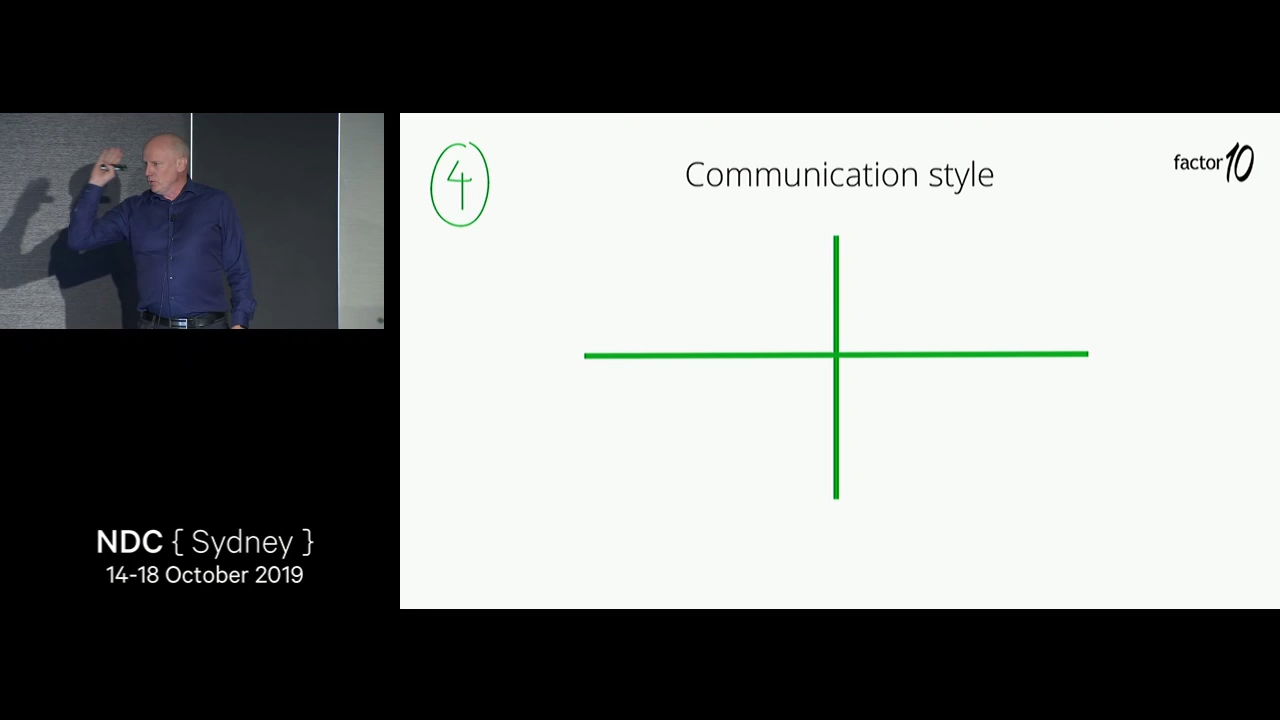 4
Communication style
factor10
NDC { Sydney }
14-18 October 2019